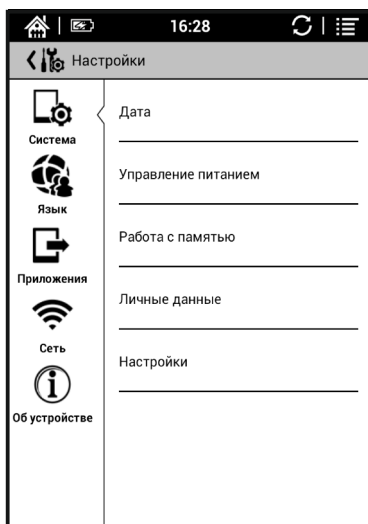 16:28
Настройки
Система
Дата
Управление питанием
Язык
Работа с памятью
Приложения
Личные данные
Сеть
Настройки
Об устройстве